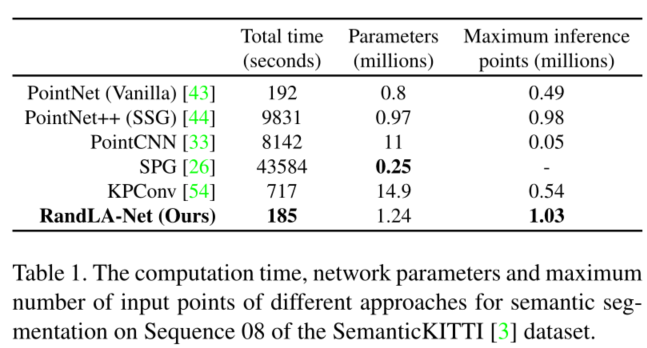 Total time Parameters Maximum inference
(seconds) (millions) points (millions)
PointNet (Vanilla) [43] 192 0.8 0.49
PointNet++ (SSG) [44] 9831 0.97 0.98
PointCNN [33] 8142 11 0.05
SPG [26] 43584 0.25 -
KPConv [54] 717 14.9 0.54
RandLA-Net (Ours) 185 1.24 1.03
Table 1. The computation time, network parameters and maximum
number of input points of different approaches for semantic seg-
mentation on Sequence 08 of the SemanticKITTI [3] dataset.